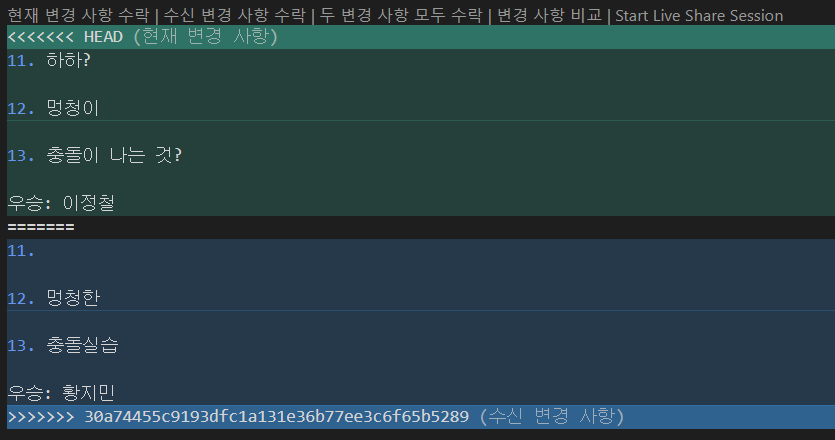 현재 변경 사항 수락 | 수신 변경 사항 수락 | 두 변경 사항 모두 수락 | 변경 사항 비교 | Start Live Share Session
<<<<<<< HEAD (현재 변경 사항)
11. 하하?
12. 멍청이
13. 충돌이 나는 것?
우승: 이정철
=======
11.
12. 멍청한
13. 충돌실습
우승: 황지민
>>>>>>> 30a74455c9193dfc1a131e36b77ee3c6f65b5289 (수신 변경 사항)